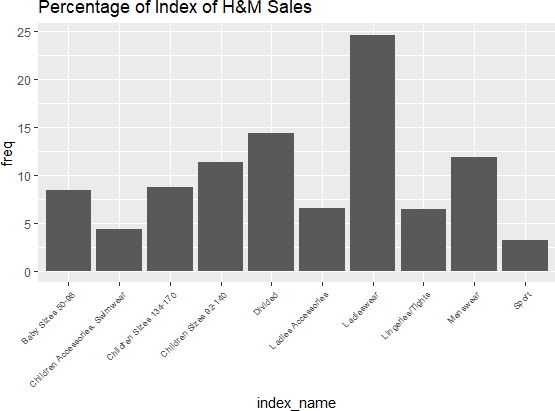 Percentage of Index of H&M Sales
25
20
15
10
5
0
freq
Baby Sizes 50-98
Children Accessories, Swimwear
Children Sizes 134-170
Children Sizes 92-140
Divided
Ladies Accessories
Ladieswear
Lingeries/Tights
Menswear
Sport
index_name